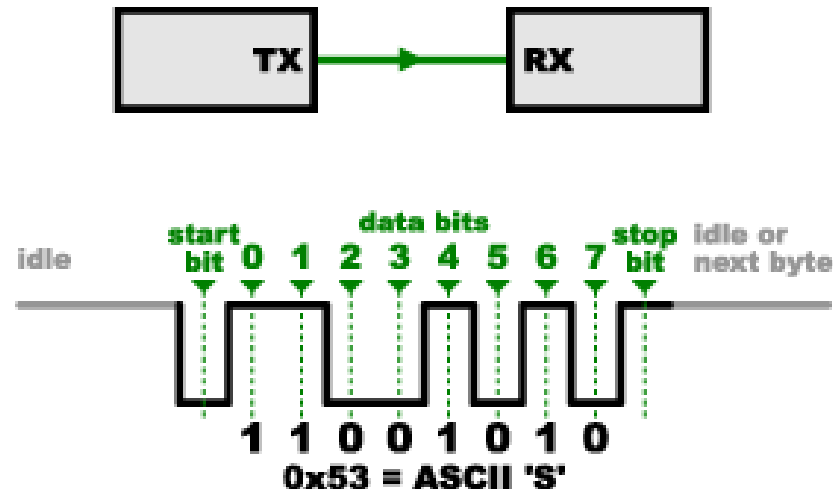 TX RX
data bits
start bit 0 1 2 3 4 5 6 7 stop bit
idle
idle or
next byte
1 1 0 0 1 0 1 0
0x53 = ASCII 'S'